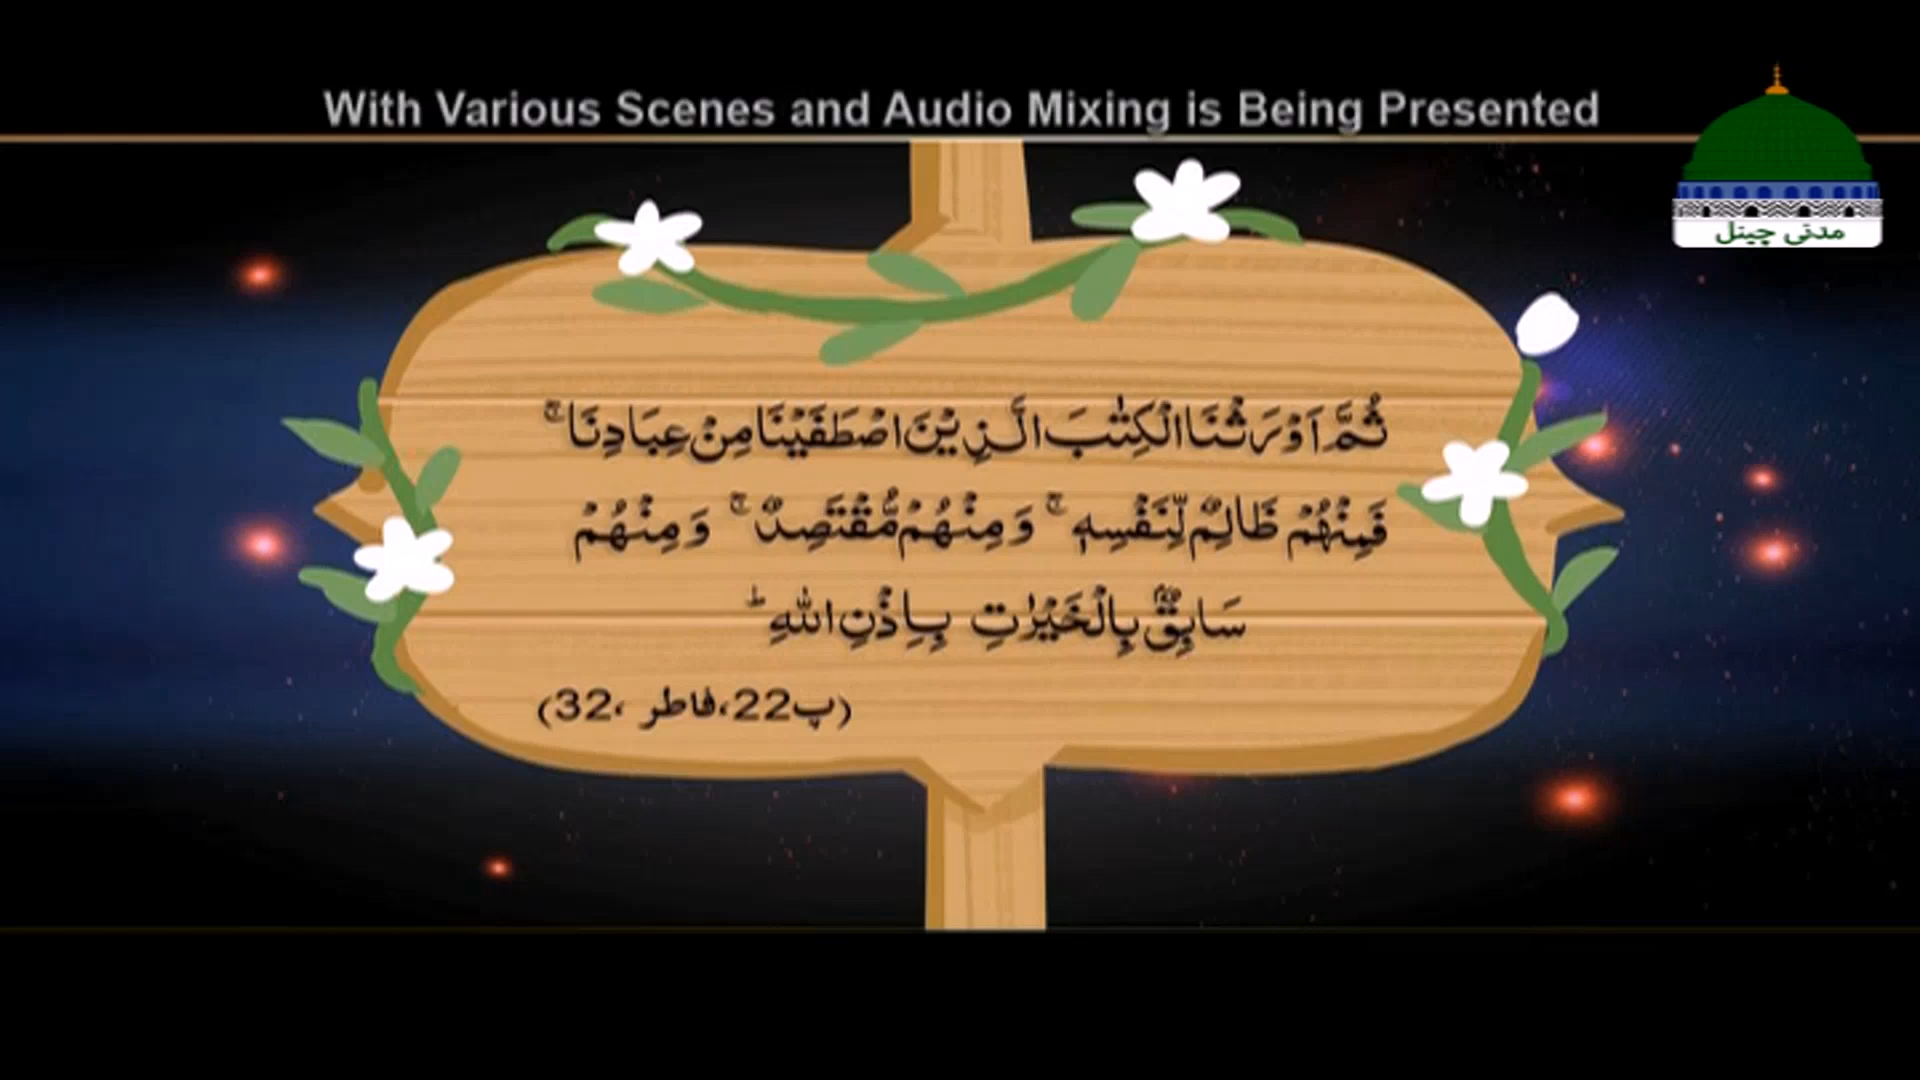 With Various Scenes and Audio Mixing is Being Presented
مدنی چینل
ثُمَّ اَوْرَثْنَا الْكِتٰبَ الَّذِیْنَ اصْطَفَیْنَا مِنْ عِبَادِنَا ۚ
فَمِنْهُمْ ظَالِمٌ لِّنَفْسِهٖ ۚ وَ مِنْهُمْ مُّقْتَصِدٌ ۚ وَ مِنْهُمْ
سَابِقٌۢ بِالْخَیْرٰتِ بِاِذْنِ اللّٰهِ ؕ
(پ22، فاطر ، 32)